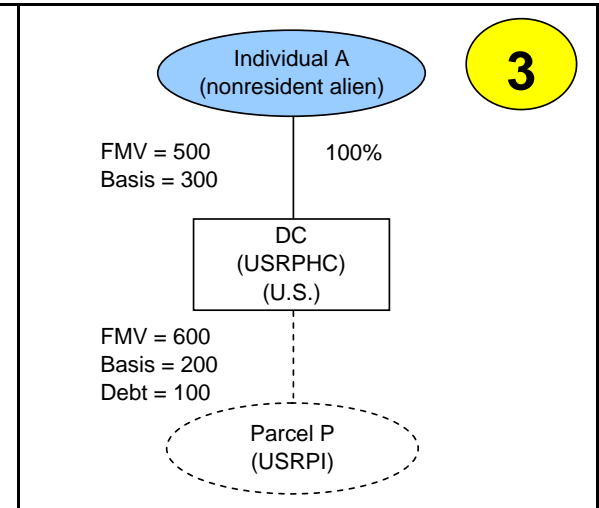 Individual A
(nonresident alien)
3
FMV = 500
Basis = 300
100%
DC
(USRPHC)
(U.S.)
FMV = 600
Basis = 200
Debt = 100
Parcel P
(USRPI)